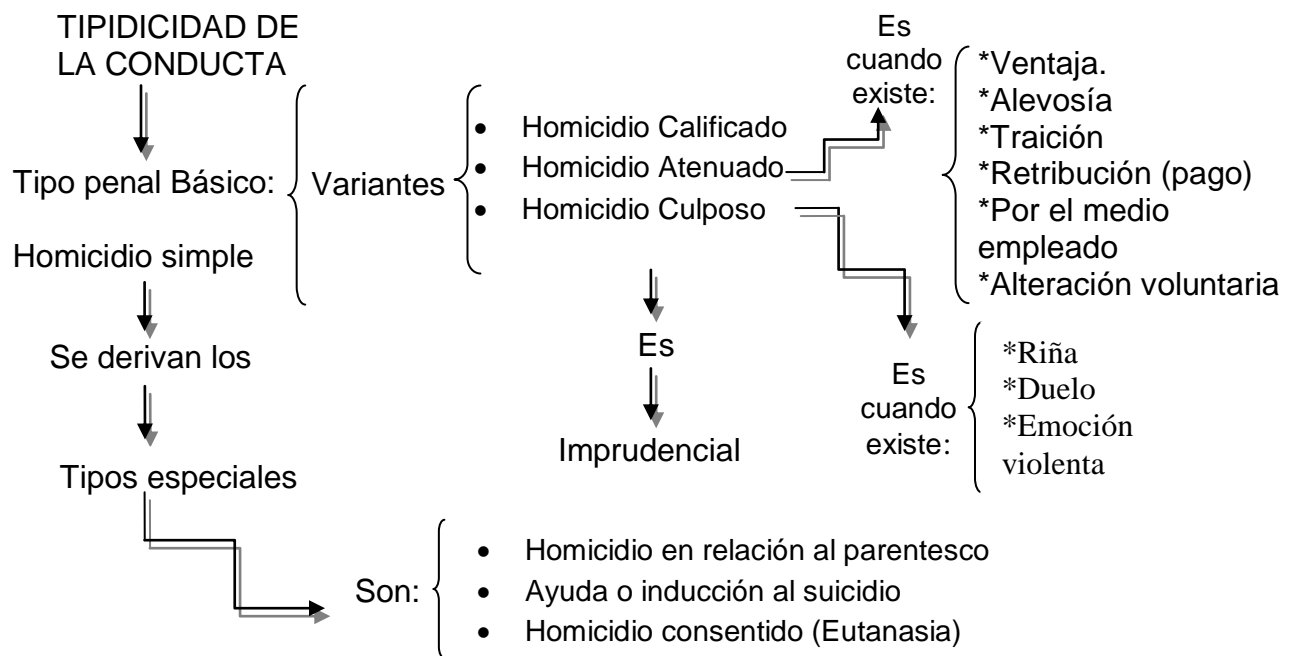 TIPIDICIDAD DE
LA CONDUCTA
Tipo penal Básico:
Homicidio simple
Se derivan los
Tipos especiales
Variantes
• Homicidio Calificado
• Homicidio Atenuado
• Homicidio Culposo
Es
Imprudencial
Es
cuando
existe:
*Ventaja.
*Alevosía
*Traición
*Retribución (pago)
*Por el medio
empleado
*Alteración voluntaria
Es
cuando
existe:
*Riña
*Duelo
*Emoción
violenta
Son:
• Homicidio en relación al parentesco
• Ayuda o inducción al suicidio
• Homicidio consentido (Eutanasia)